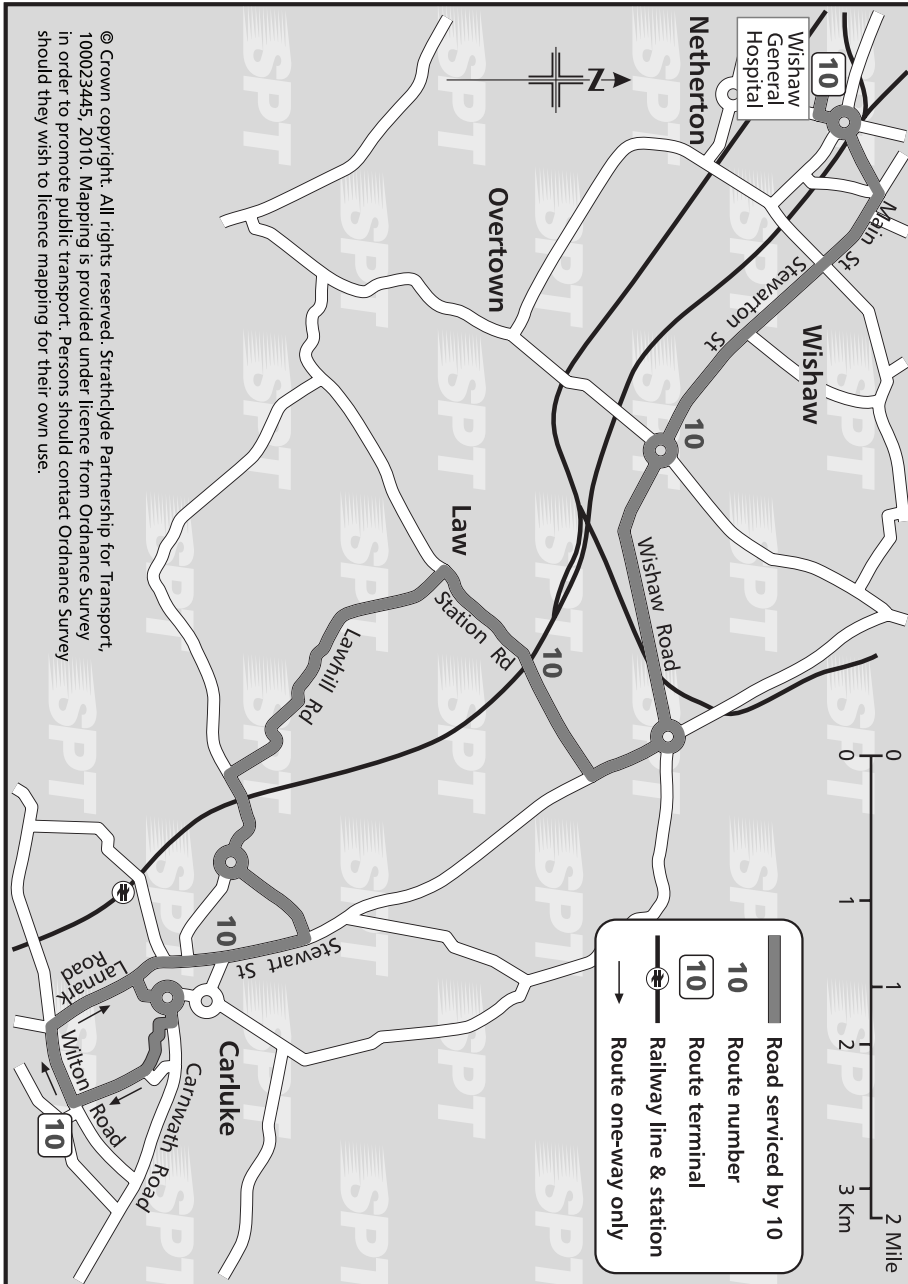 Wishaw
General
Hospital
10
Netherton
N
Overtown
Main St
Stewarton St
Wishaw
10
Wishaw Road
Law
Station Rd
10
Lawhill Rd
10
Stewart St
Lannark
Road
Wilton Road
Carnwath Road
Carluke
10
0 1 2 Mile
0 1 2 3 Km
Road serviced by 10
10 Route number
10 Route terminal
Railway line & station
Route one-way only
© Crown copyright. All rights reserved. Strathclyde Partnership for Transport,
100023445, 2010. Mapping is provided under licence from Ordnance Survey
in order to promote public transport. Persons should contact Ordnance Survey
should they wish to licence mapping for their own use.
SPT